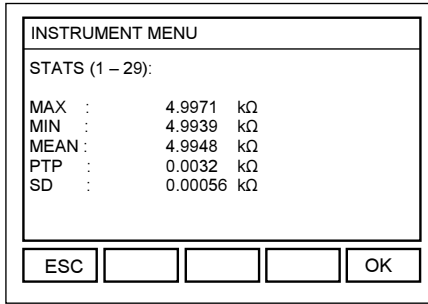 INSTRUMENT MENU
STATS (1 – 29):
MAX : 4.9971 kΩ
MIN : 4.9939 kΩ
MEAN : 4.9948 kΩ
PTP : 0.0032 kΩ
SD : 0.00056 kΩ
ESC OK